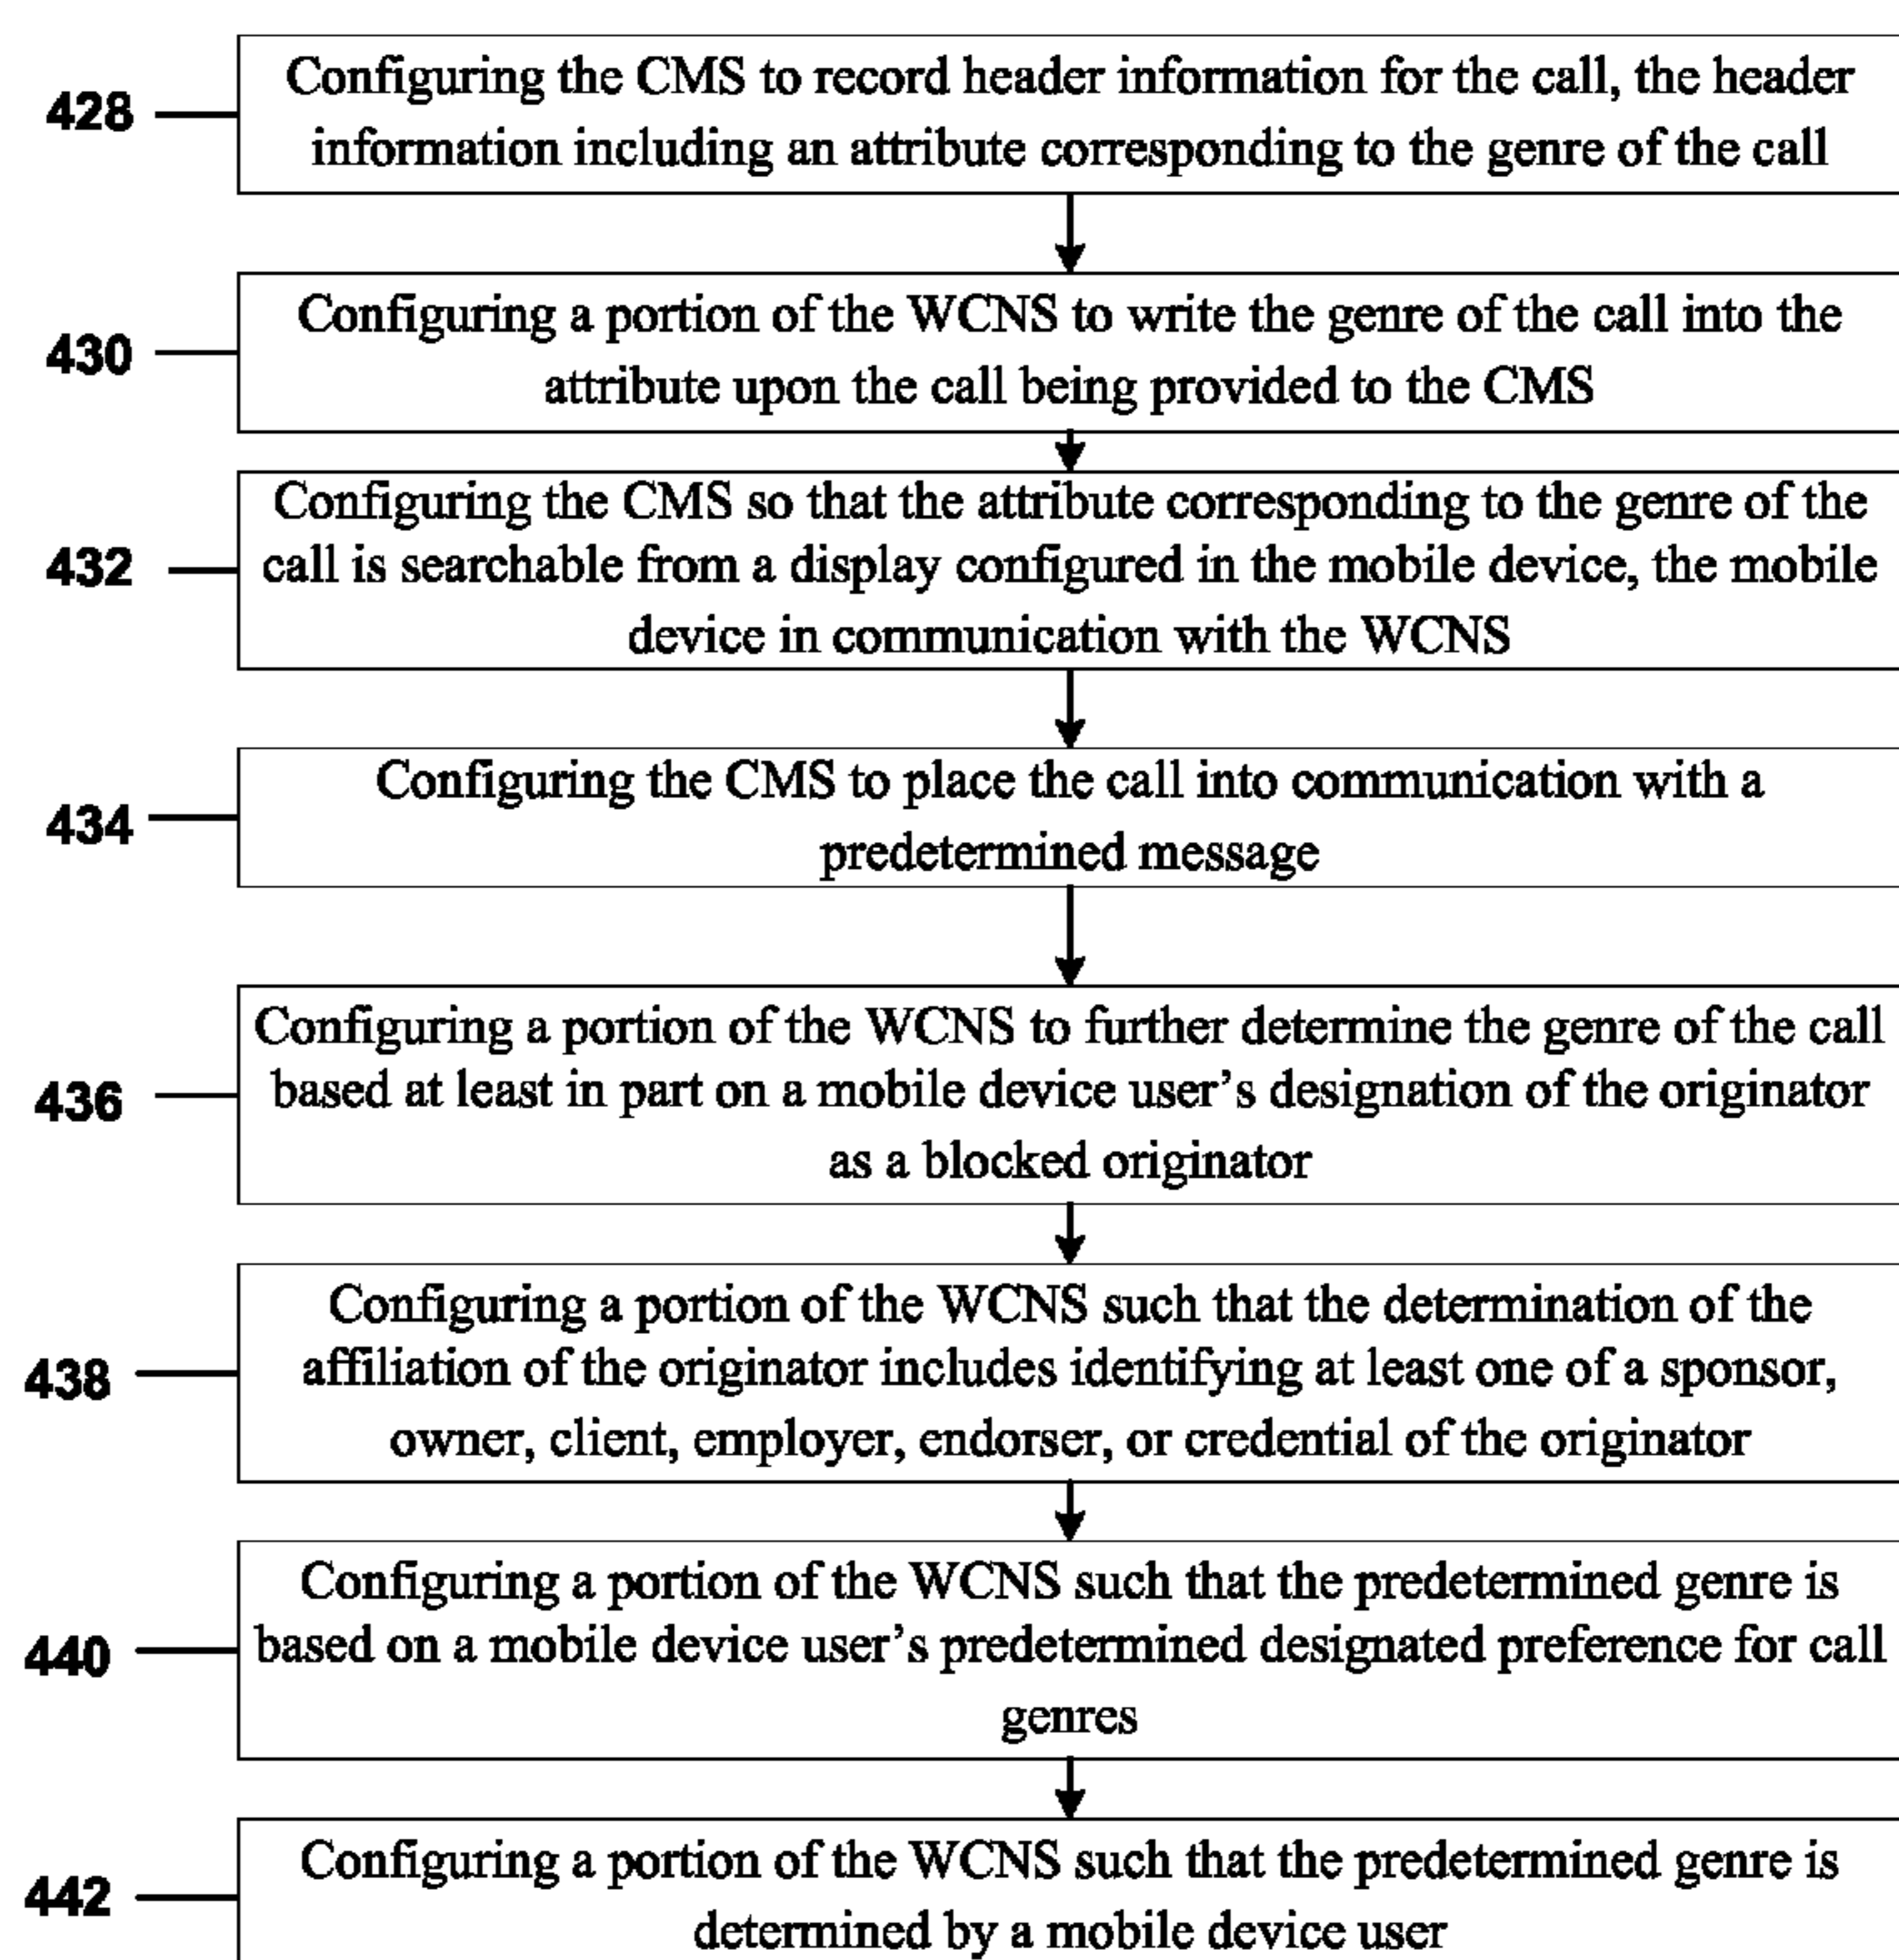 428
Configuring the CMS to record header information for the call, the header
information including an attribute corresponding to the genre of the call
430
Configuring a portion of the WCNS to write the genre of the call into the
attribute upon the call being provided to the CMS
432
Configuring the CMS so that the attribute corresponding to the genre of the
call is searchable from a display configured in the mobile device, the mobile
device in communication with the WCNS
434
Configuring the CMS to place the call into communication with a
predetermined message
436
Configuring a portion of the WCNS to further determine the genre of the call
based at least in part on a mobile device user’s designation of the originator
as a blocked originator
438
Configuring a portion of the WCNS such that the determination of the
affiliation of the originator includes identifying at least one of a sponsor,
owner, client, employer, endorser, or credential of the originator
440
Configuring a portion of the WCNS such that the predetermined genre is
based on a mobile device user’s predetermined designated preference for call
genres
442
Configuring a portion of the WCNS such that the predetermined genre is
determined by a mobile device user